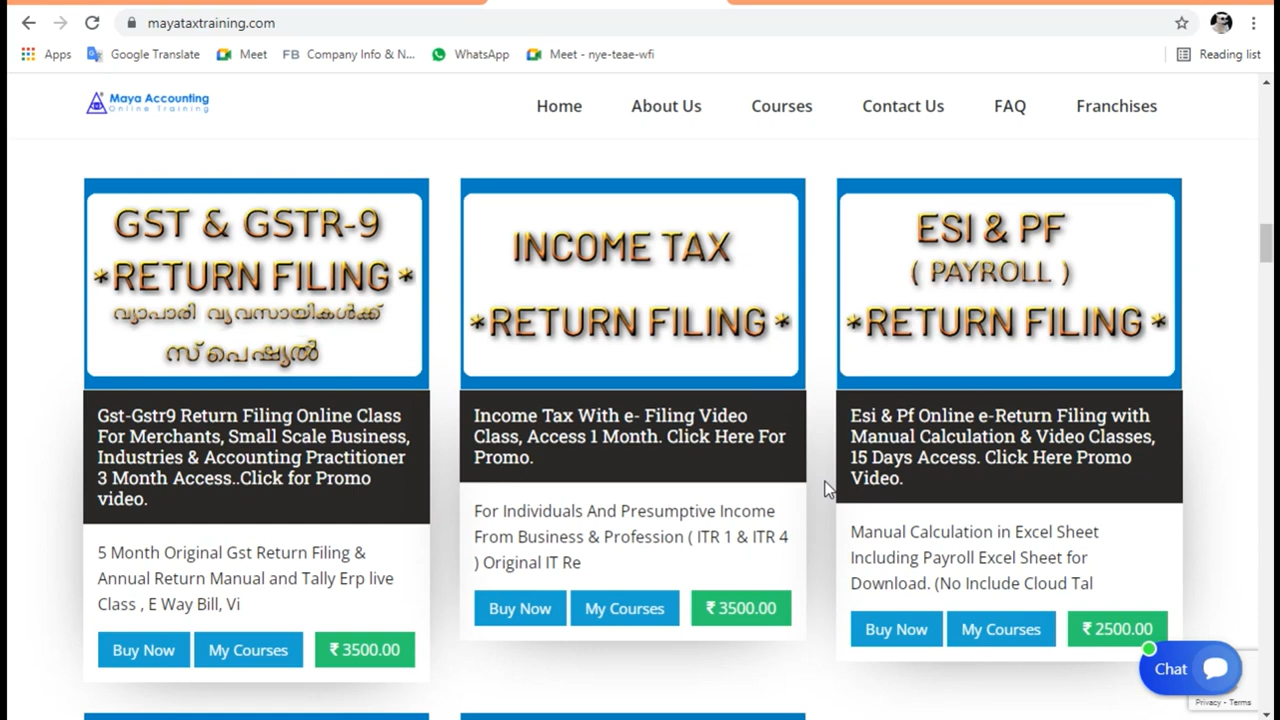 mayataxtraining.com
Apps
Google Translate
Meet
FB Company Info & N...
WhatsApp
Meet - nye-teae-wfi
Reading list
Maya Accounting
Online Training
Home
About Us
Courses
Contact Us
FAQ
Franchises
GST & GSTR-9
*RETURN FILING*
വ്യാപാരി വ്യവസായികൾക്ക്
സ്പെഷ്യൽ
Gst-Gstr9 Return Filing Online Class
For Merchants, Small Scale Business,
Industries & Accounting Practitioner
3 Month Access..Click for Promo
video.
5 Month Original Gst Return Filing &
Annual Return Manual and Tally Erp live
Class , E Way Bill, Vi
Buy Now
My Courses
₹ 3500.00
INCOME TAX
*RETURN FILING*
Income Tax With e- Filing Video
Class, Access 1 Month. Click Here For
Promo.
For Individuals And Presumptive Income
From Business & Profession ( ITR 1 & ITR 4
) Original IT Re
Buy Now
My Courses
₹ 3500.00
ESI & PF
( PAYROLL )
*RETURN FILING*
Esi & Pf Online e-Return Filing with
Manual Calculation & Video Classes,
15 Days Access. Click Here Promo
Video.
Manual Calculation in Excel Sheet
Including Payroll Excel Sheet for
Download. (No Include Cloud Tal
Buy Now
My Courses
₹ 2500.00
Chat
Privacy - Terms